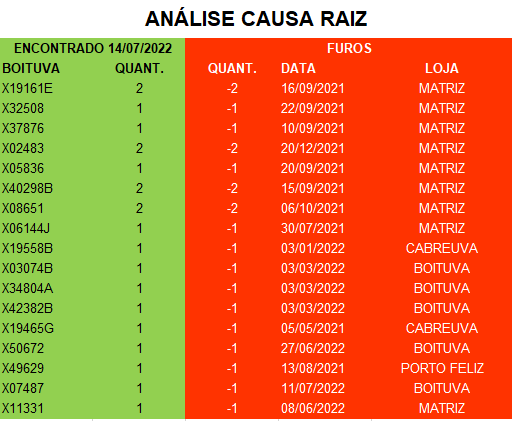 ANÁLISE CAUSA RAIZ
ENCONTRADO 14/07/2022 FUROS
BOITUVA QUANT. QUANT. DATA LOJA
X19161E 2 -2 16/09/2021 MATRIZ
X32508 1 -1 22/09/2021 MATRIZ
X37876 1 -1 10/09/2021 MATRIZ
X02483 2 -2 20/12/2021 MATRIZ
X05836 1 -1 20/09/2021 MATRIZ
X40298B 2 -2 15/09/2021 MATRIZ
X08651 2 -2 06/10/2021 MATRIZ
X06144J 1 -1 30/07/2021 MATRIZ
X19558B 1 -1 03/01/2022 CABREUVA
X03074B 1 -1 03/03/2022 BOITUVA
X34804A 1 -1 03/03/2022 BOITUVA
X42382B 1 -1 03/03/2022 BOITUVA
X19465G 1 -1 05/05/2021 CABREUVA
X50672 1 -1 27/06/2022 BOITUVA
X49629 1 -1 13/08/2021 PORTO FELIZ
X07487 1 -1 11/07/2022 BOITUVA
X11331 1 -1 08/06/2022 MATRIZ